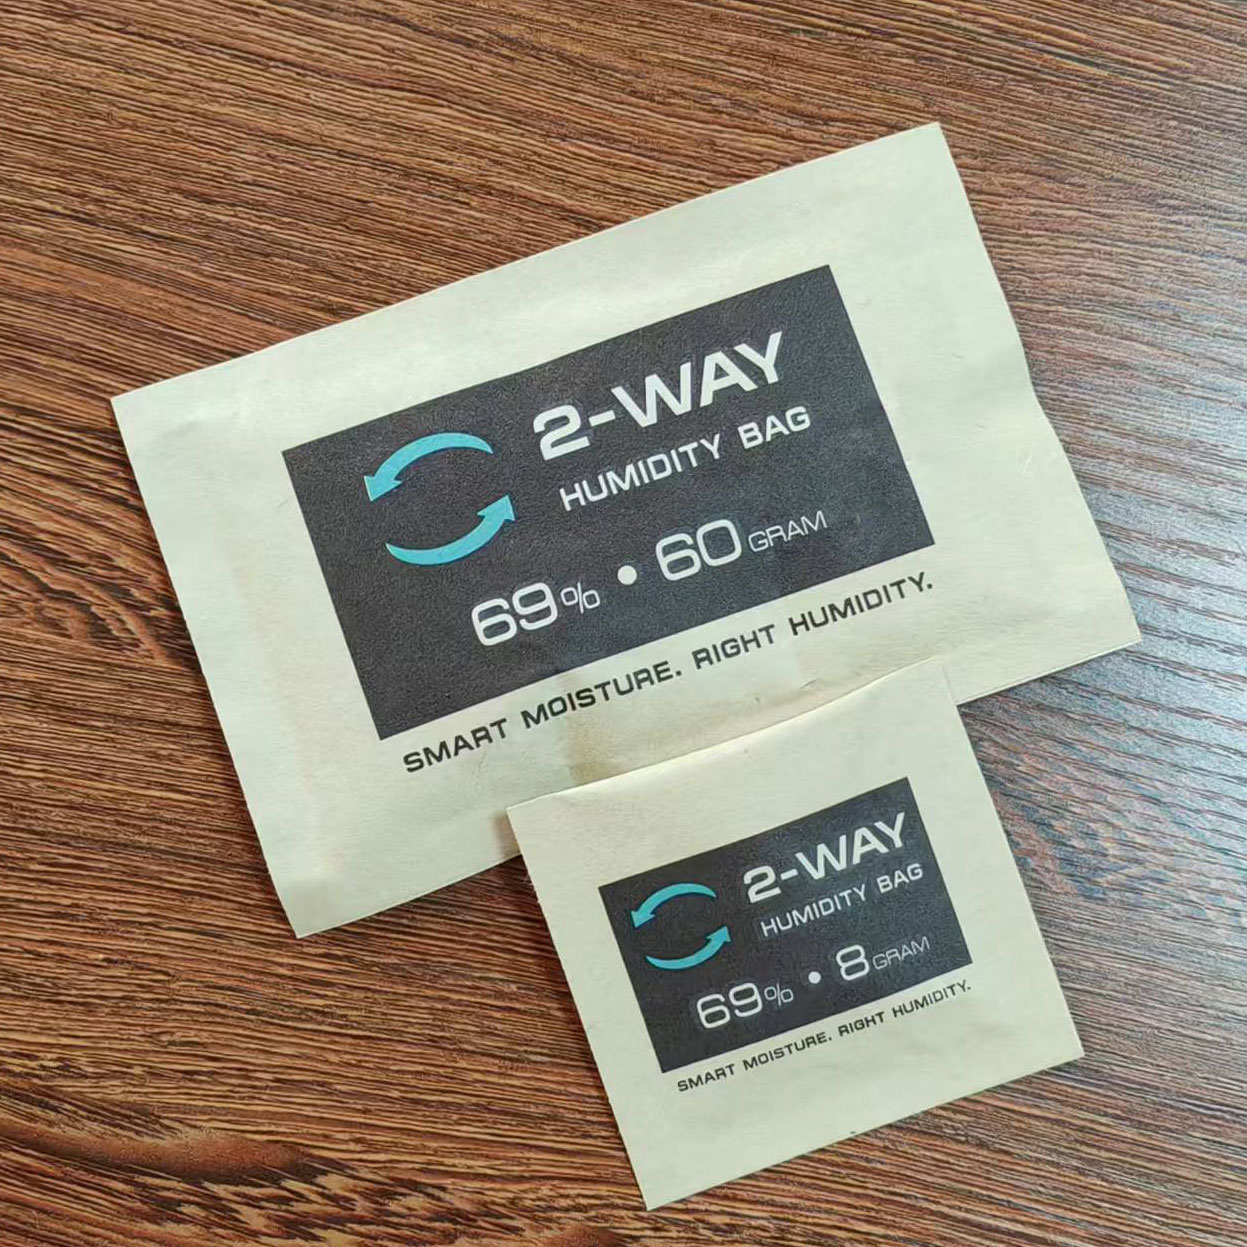 2-WAY
HUMIDITY BAG
69% • 60 GRAM
SMART MOISTURE. RIGHT HUMIDITY.
2-WAY
HUMIDITY BAG
69% • 8 GRAM
SMART MOISTURE. RIGHT HUMIDITY.